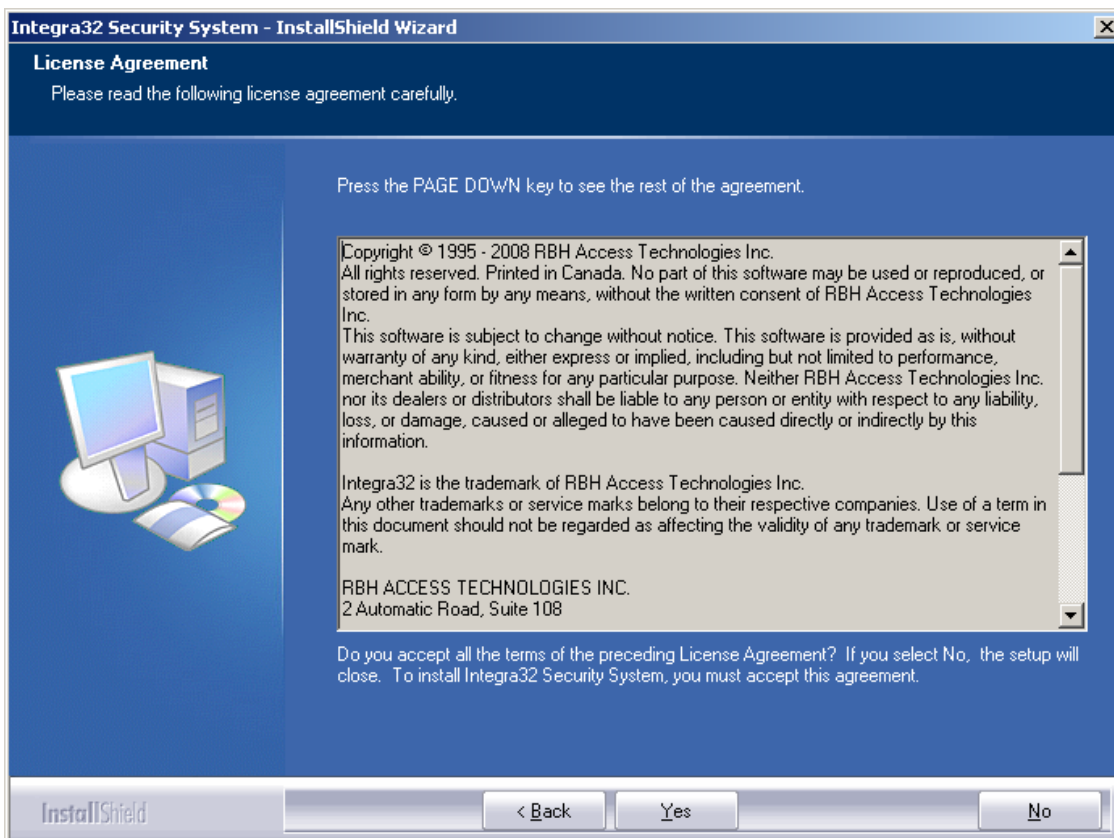 Integra32 Security System - InstallShield Wizard
License Agreement
Please read the following license agreement carefully.
Press the PAGE DOWN key to see the rest of the agreement.
Copyright © 1995 - 2008 RBH Access Technologies Inc.
All rights reserved. Printed in Canada. No part of this software may be used or reproduced, or
stored in any form by any means, without the written consent of RBH Access Technologies
Inc.
This software is subject to change without notice. This software is provided as is, without
warranty of any kind, either express or implied, including but not limited to performance,
merchant ability, or fitness for any particular purpose. Neither RBH Access Technologies Inc.
nor its dealers or distributors shall be liable to any person or entity with respect to any liability,
loss, or damage, caused or alleged to have been caused directly or indirectly by this
information.
Integra32 is the trademark of RBH Access Technologies Inc.
Any other trademarks or service marks belong to their respective companies. Use of a term in
this document should not be regarded as affecting the validity of any trademark or service
mark.
RBH ACCESS TECHNOLOGIES INC.
2 Automatic Road, Suite 108
Do you accept all the terms of the preceding License Agreement? If you select No, the setup will
close. To install Integra32 Security System, you must accept this agreement.
InstallShield
< Back
Yes
No